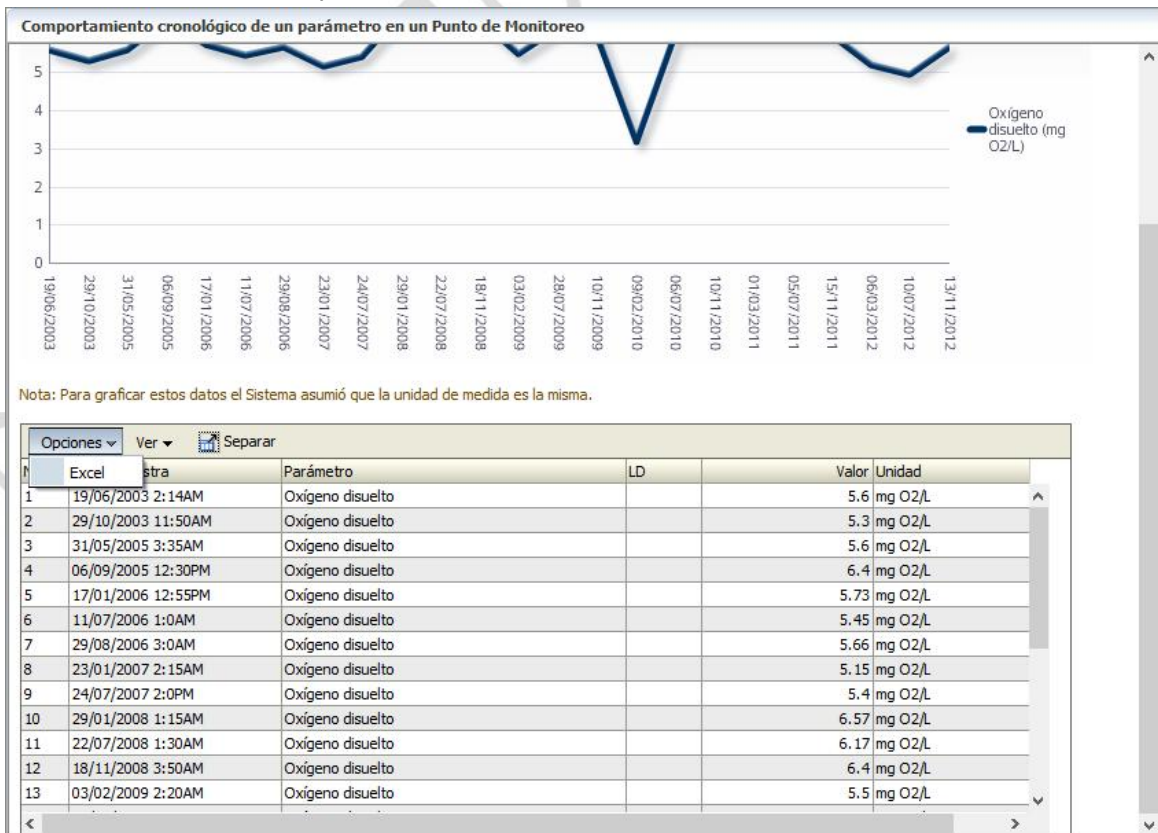 Comportamiento cronológico de un parámetro en un Punto de Monitoreo
5
4
3
2
1
0
Oxígeno
disuelto (mg
O2/L)
19/06/2003
29/10/2003
31/05/2005
06/09/2005
17/01/2006
11/07/2006
29/08/2006
23/01/2007
24/07/2007
29/01/2008
22/07/2008
18/11/2008
03/02/2009
28/07/2009
10/11/2009
09/02/2010
06/07/2010
10/11/2010
01/03/2011
05/07/2011
15/11/2011
06/03/2012
10/07/2012
13/11/2012
Nota: Para graficar estos datos el Sistema asumió que la unidad de medida es la misma.
Opciones Ver Separar
Excel
N stra Parámetro LD Valor Unidad
1 19/06/2003 2:14AM Oxígeno disuelto 5.6 mg O2/L
2 29/10/2003 11:50AM Oxígeno disuelto 5.3 mg O2/L
3 31/05/2005 3:35AM Oxígeno disuelto 5.6 mg O2/L
4 06/09/2005 12:30PM Oxígeno disuelto 6.4 mg O2/L
5 17/01/2006 12:55PM Oxígeno disuelto 5.73 mg O2/L
6 11/07/2006 1:0AM Oxígeno disuelto 5.45 mg O2/L
7 29/08/2006 3:0AM Oxígeno disuelto 5.66 mg O2/L
8 23/01/2007 2:15AM Oxígeno disuelto 5.15 mg O2/L
9 24/07/2007 2:0PM Oxígeno disuelto 5.4 mg O2/L
10 29/01/2008 1:15AM Oxígeno disuelto 6.57 mg O2/L
11 22/07/2008 1:30AM Oxígeno disuelto 6.17 mg O2/L
12 18/11/2008 3:50AM Oxígeno disuelto 6.4 mg O2/L
13 03/02/2009 2:20AM Oxígeno disuelto 5.5 mg O2/L